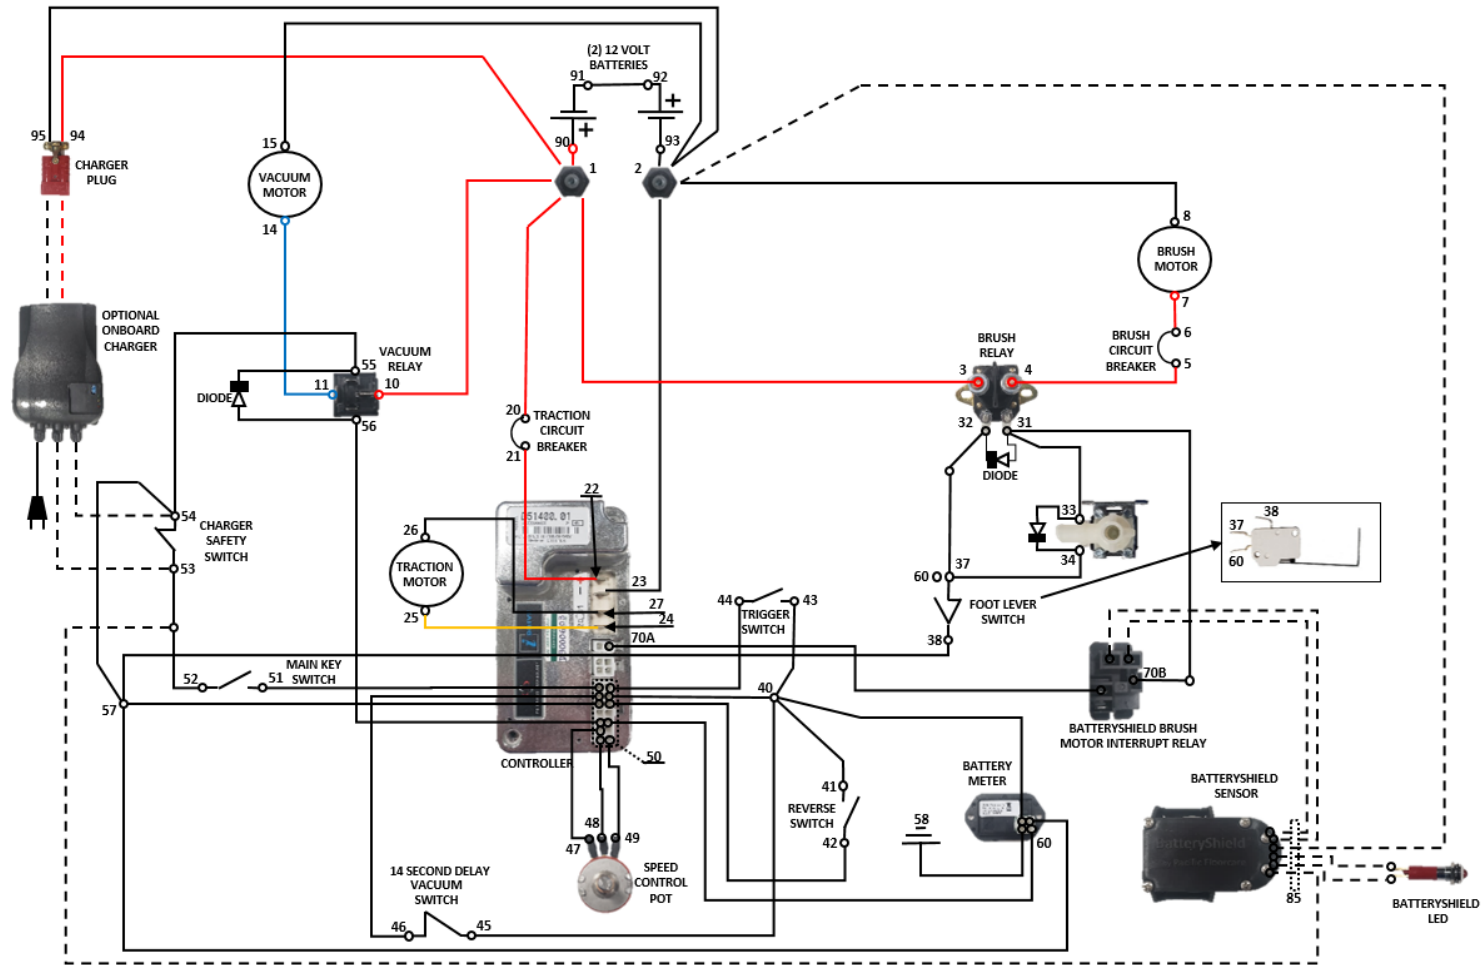 (2) 12 VOLT
BATTERIES
91
92
+
+
90
93
1
2
95
94
CHARGER
PLUG
15
VACUUM
MOTOR
14
8
BRUSH
MOTOR
7
6
BRUSH
CIRCUIT
BREAKER
5
OPTIONAL
ONBOARD
CHARGER
VACUUM
RELAY
55
11
10
DIODE
56
BRUSH
RELAY
3
4
32
31
DIODE
20
TRACTION
CIRCUIT
BREAKER
21
22
D51400.01
26
TRACTION
MOTOR
25
23
27
24
70A
54
CHARGER
SAFETY
SWITCH
53
33
34
38
37
60
60
37
FOOT LEVER
SWITCH
38
44
43
TRIGGER
SWITCH
MAIN KEY
SWITCH
52
51
57
40
70B
BATTERYSHIELD BRUSH
MOTOR INTERRUPT RELAY
50
CONTROLLER
BATTERY
METER
41
REVERSE
SWITCH
42
58
60
BATTERYSHIELD
SENSOR
BatteryShield
85
BATTERYSHIELD
LED
48
49
47
SPEED
CONTROL
POT
14 SECOND DELAY
VACUUM
SWITCH
46
45